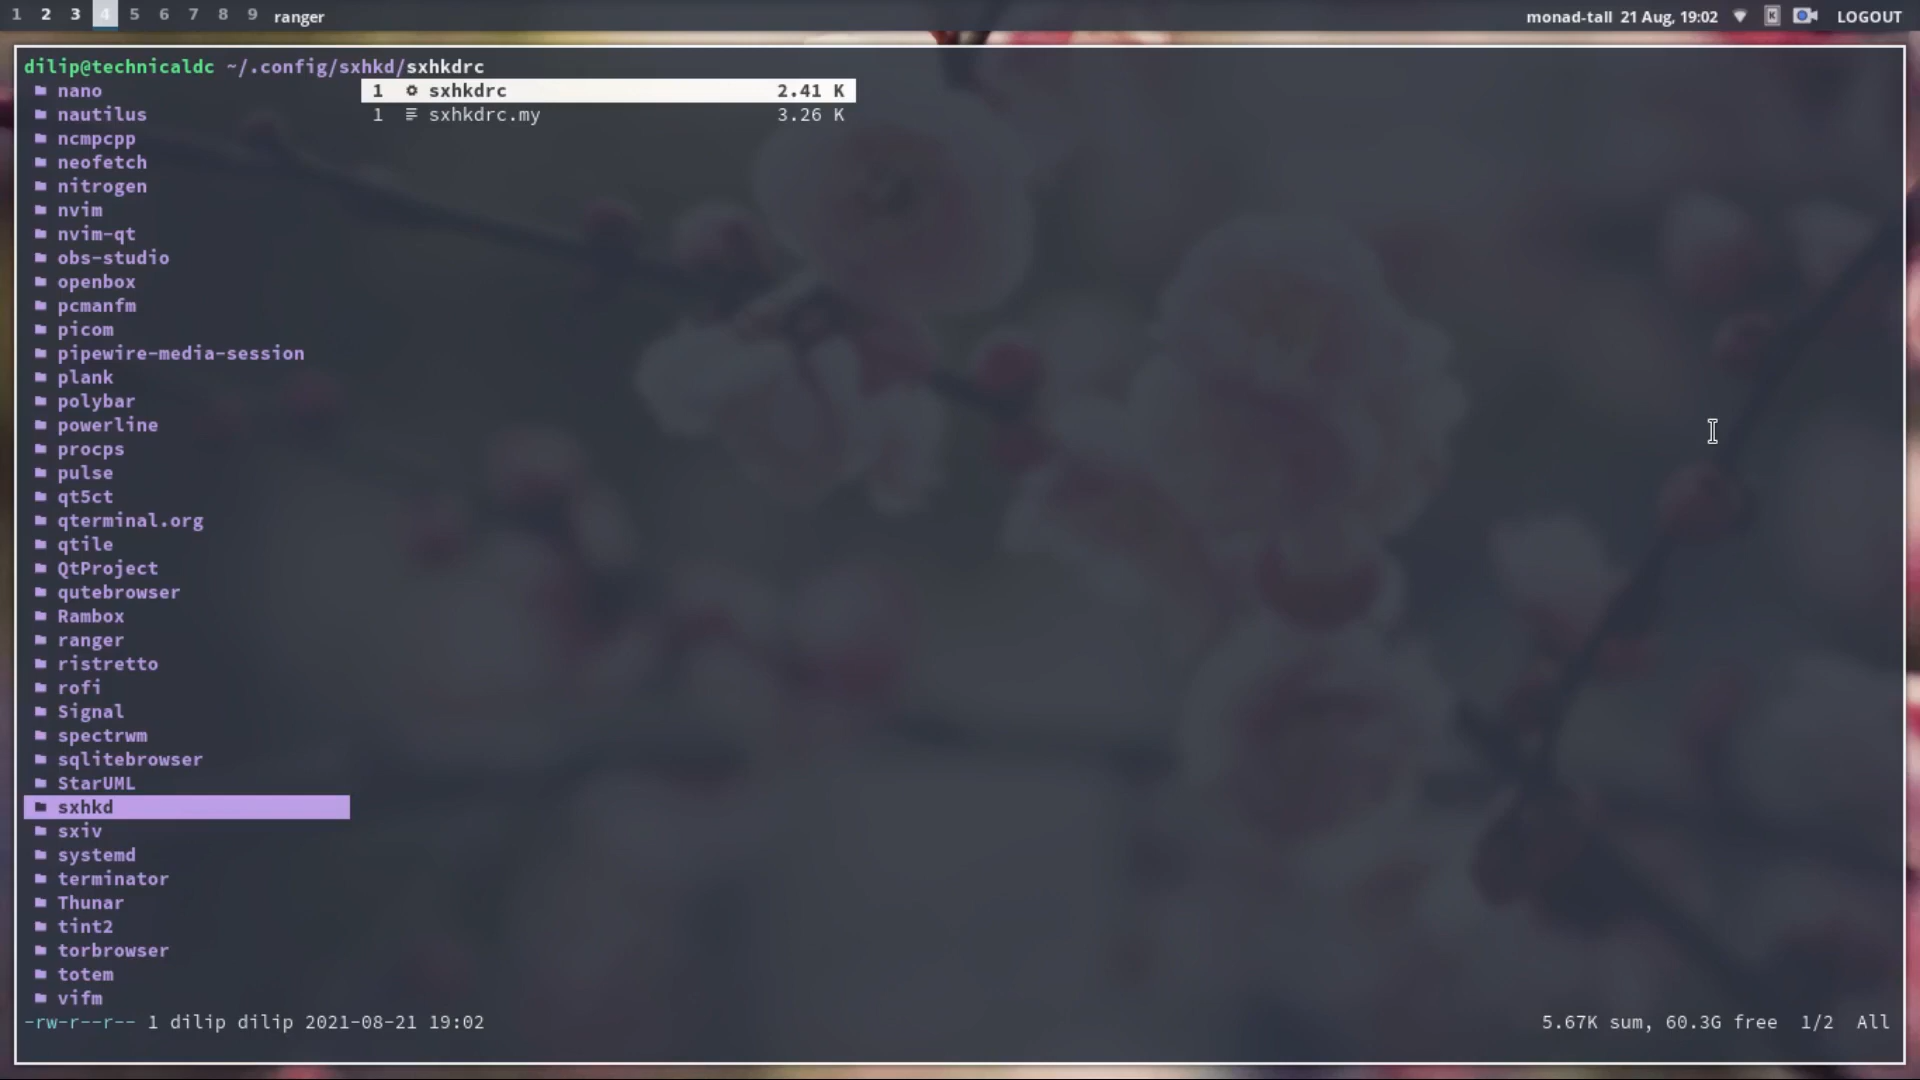 1 2 3 4 5 6 7 8 9 ranger monad-tall 21 Aug, 19:02 LOGOUT
dilip@technicaldc ~/.config/sxhkd/sxhkdrc
nano 1 sxhkdrc 2.41 K
nautilus 1 sxhkdrc.my 3.26 K
ncmpcpp
neofetch
nitrogen
nvim
nvim-qt
obs-studio
openbox
pcmanfm
picom
pipewire-media-session
plank
polybar
powerline
procps
pulse
qt5ct
qterminal.org
qtile
QtProject
qutebrowser
Rambox
ranger
ristretto
rofi
Signal
spectrwm
sqlitebrowser
StarUML
sxhkd
sxiv
systemd
terminator
Thunar
tint2
torbrowser
totem
vifm
-rw-r--r-- 1 dilip dilip 2021-08-21 19:02 5.67K sum, 60.3G free 1/2 All